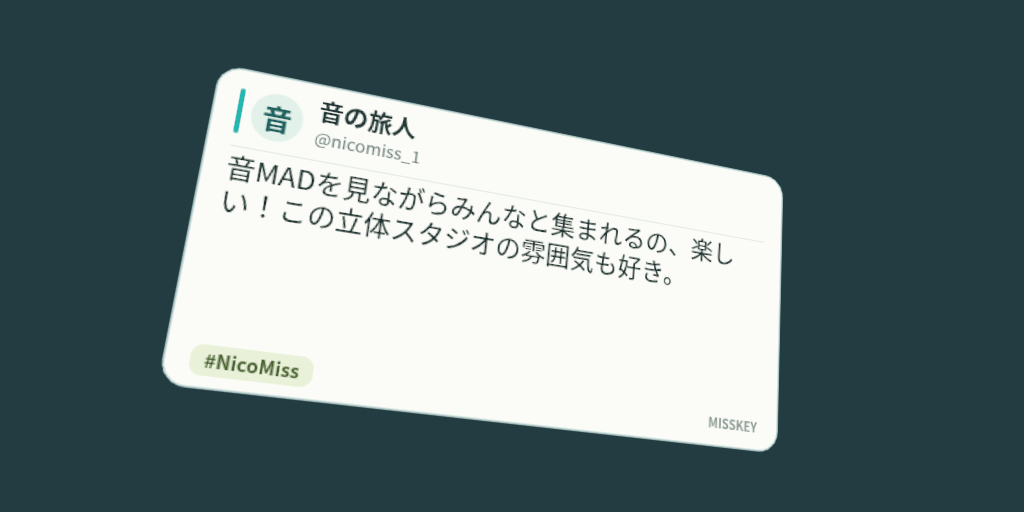 音
音の旅人
@nicomiss_1
音MADを見ながらみんなと集まれるの、楽し
い！この立体スタジオの雰囲気も好き。
#NicoMiss
MISSKEY